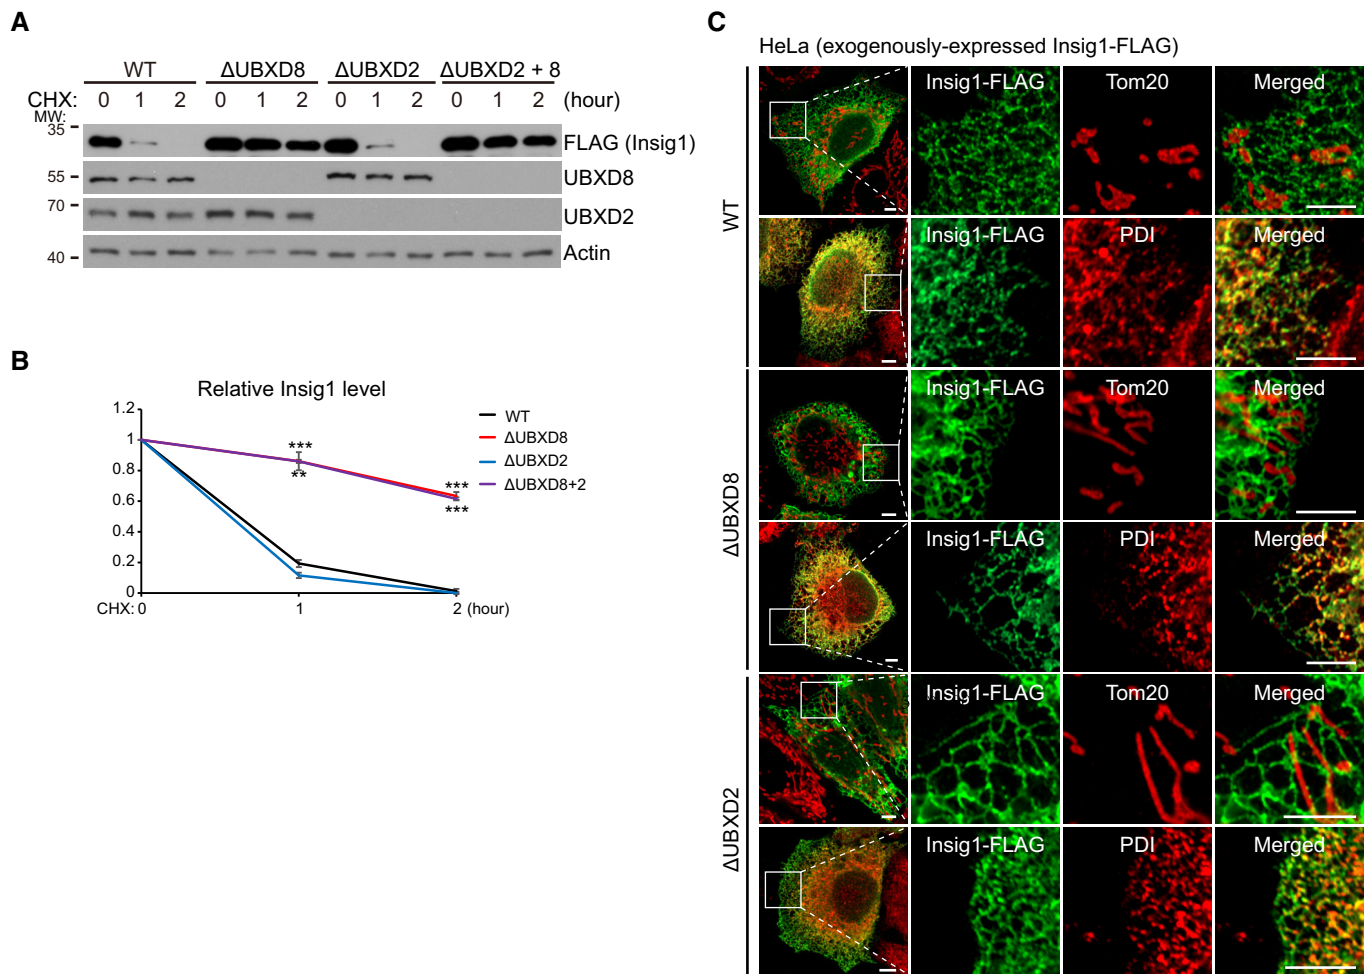 A
WT ΔUBXD8 ΔUBXD2 ΔUBXD2 + 8
CHX: 0 1 2 0 1 2 0 1 2 0 1 2 (hour)
MW:
35
FLAG (Insig1)
55
UBXD8
70
UBXD2
40
Actin
B
Relative Insig1 level
1.2
1
0.8
0.6
0.4
0.2
0
***
**
***
***
WT
ΔUBXD8
ΔUBXD2
ΔUBXD8+2
CHX: 0 1 2 (hour)
C
HeLa (exogenously-expressed Insig1-FLAG)
WT
Insig1-FLAG Tom20 Merged
Insig1-FLAG PDI Merged
ΔUBXD8
Insig1-FLAG Tom20 Merged
Insig1-FLAG PDI Merged
ΔUBXD2
Insig1-FLAG Tom20 Merged
Insig1-FLAG PDI Merged